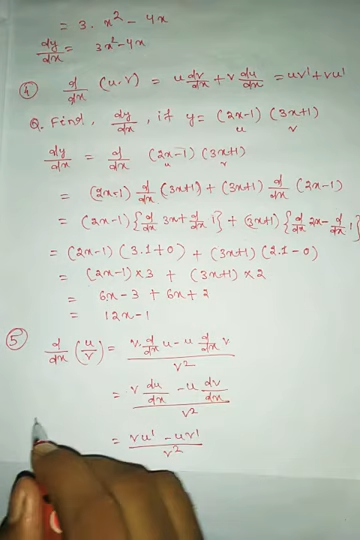 = 3. x² - 4x
dy/dx = 3x² - 4x
④ d/dx (u.v) = u dv/dx + v du/dx = uv' + vu'
Q. Find, dy/dx, if y = (2x-1) (3x+1)
u v
dy/dx = d/dx (2x-1) (3x+1)
u v
= (2x-1) d/dx (3x+1) + (3x+1) d/dx (2x-1)
= (2x-1) {d/dx 3x + d/dx 1} + (3x+1) {d/dx 2x - d/dx 1}
= (2x-1) (3.1+0) + (3x+1) (2.1-0)
= (2x-1) × 3 + (3x+1) × 2
= 6x - 3 + 6x + 2
= 12x - 1
⑤ d/dx (u/v) = (v. d/dx u - u d/dx v) / v²
= (v du/dx - u dv/dx) / v²
= (vu' - uv') / v²